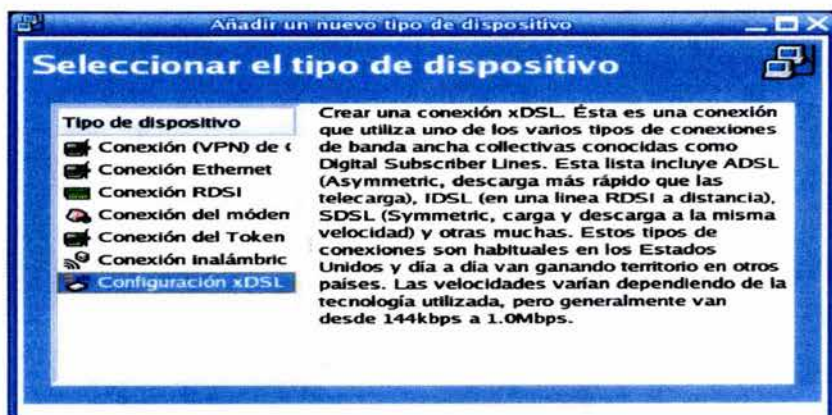 Añadir un nuevo tipo de dispositivo
Seleccionar el tipo de dispositivo
Tipo de dispositivo
Conexión (VPN) de
Conexión Ethernet
Conexión RDSI
Conexión del móden
Conexión del Token
Conexión inalámbric
Configuración xDSL
Crear una conexión xDSL. Ésta es una conexión
que utiliza uno de los varios tipos de conexiones
de banda ancha collectivas conocidas como
Digital Subscriber Lines. Esta lista incluye ADSL
(Asymmetric, descarga más rápido que las
telecarga), IDSL (en una linea RDSI a distancia),
SDSL (Symmetric, carga y descarga a la misma
velocidad) y otras muchas. Estos tipos de
conexiones son habituales en los Estados
Unidos y día a día van ganando territorio en otros
países. Las velocidades varían dependiendo de la
tecnología utilizada, pero generalmente van
desde 144kbps a 1.0Mbps.